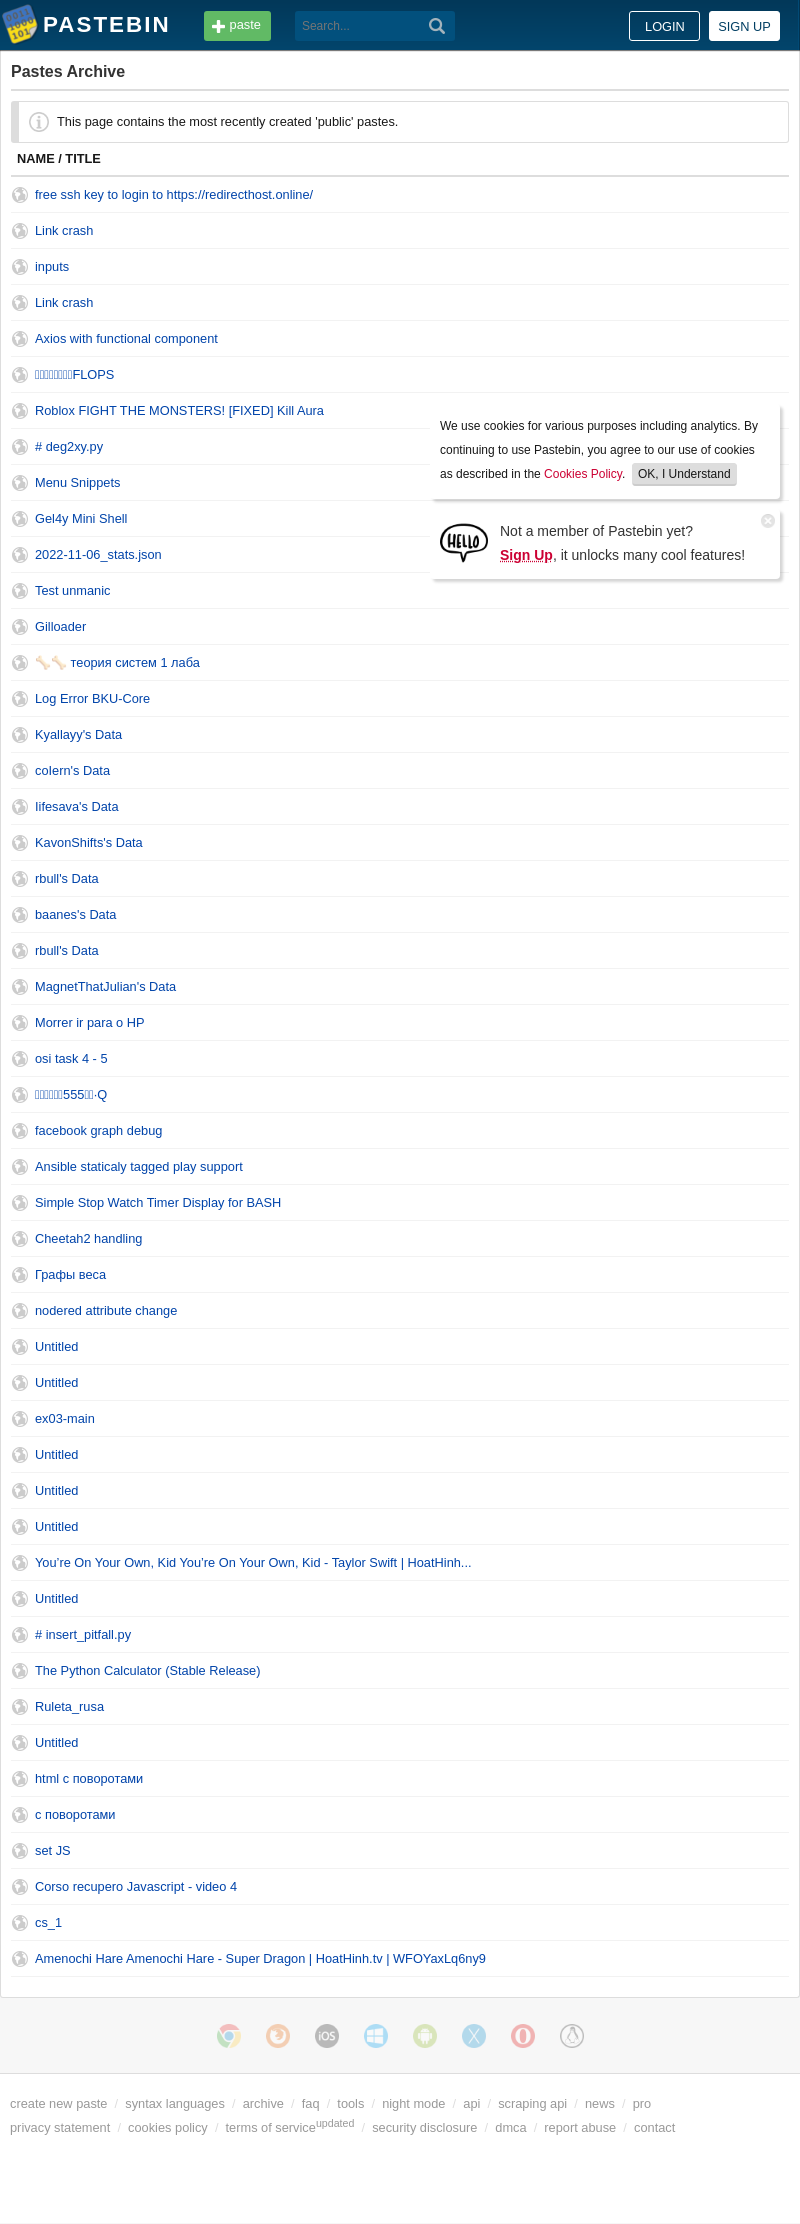 PASTEBIN
paste
Search...
LOGIN
SIGN UP
Pastes Archive
This page contains the most recently created 'public' pastes.
NAME / TITLE
free ssh key to login to https://redirecthost.online/
Link crash
inputs
Link crash
Axios with functional component
FLOPS
Roblox FIGHT THE MONSTERS! [FIXED] Kill Aura
# deg2xy.py
Menu Snippets
Gel4y Mini Shell
2022-11-06_stats.json
Test unmanic
Gilloader
🦴🦴 теория систем 1 лаба
Log Error BKU-Core
Kyallayy's Data
coIern's Data
Iifesava's Data
KavonShifts's Data
rbull's Data
baanes's Data
rbull's Data
MagnetThatJulian's Data
Morrer ir para o HP
osi task 4 - 5
555·Q
facebook graph debug
Ansible staticaly tagged play support
Simple Stop Watch Timer Display for BASH
Cheetah2 handling
Графы веса
nodered attribute change
Untitled
Untitled
ex03-main
Untitled
Untitled
Untitled
You're On Your Own, Kid You're On Your Own, Kid - Taylor Swift | HoatHinh...
Untitled
# insert_pitfall.py
The Python Calculator (Stable Release)
Ruleta_rusa
Untitled
html с поворотами
с поворотами
set JS
Corso recupero Javascript - video 4
cs_1
Amenochi Hare Amenochi Hare - Super Dragon | HoatHinh.tv | WFOYaxLq6ny9
We use cookies for various purposes including analytics. By
continuing to use Pastebin, you agree to our use of cookies
as described in the Cookies Policy. OK, I Understand
HELLO
Not a member of Pastebin yet?
Sign Up, it unlocks many cool features!
iOS
create new paste / syntax languages / archive / faq / tools / night mode / api / scraping api / news / pro
privacy statement / cookies policy / terms of serviceupdated / security disclosure / dmca / report abuse / contact